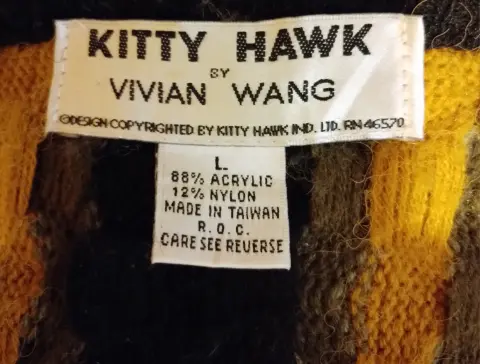 KITTY HAWK
BY
VIVIAN WANG
©DESIGN COPYRIGHTED BY KITTY HAWK IND. LTD. RN 46570
L
88% ACRYLIC
12% NYLON
MADE IN TAIWAN
R. O. C.
CARE SEE REVERSE